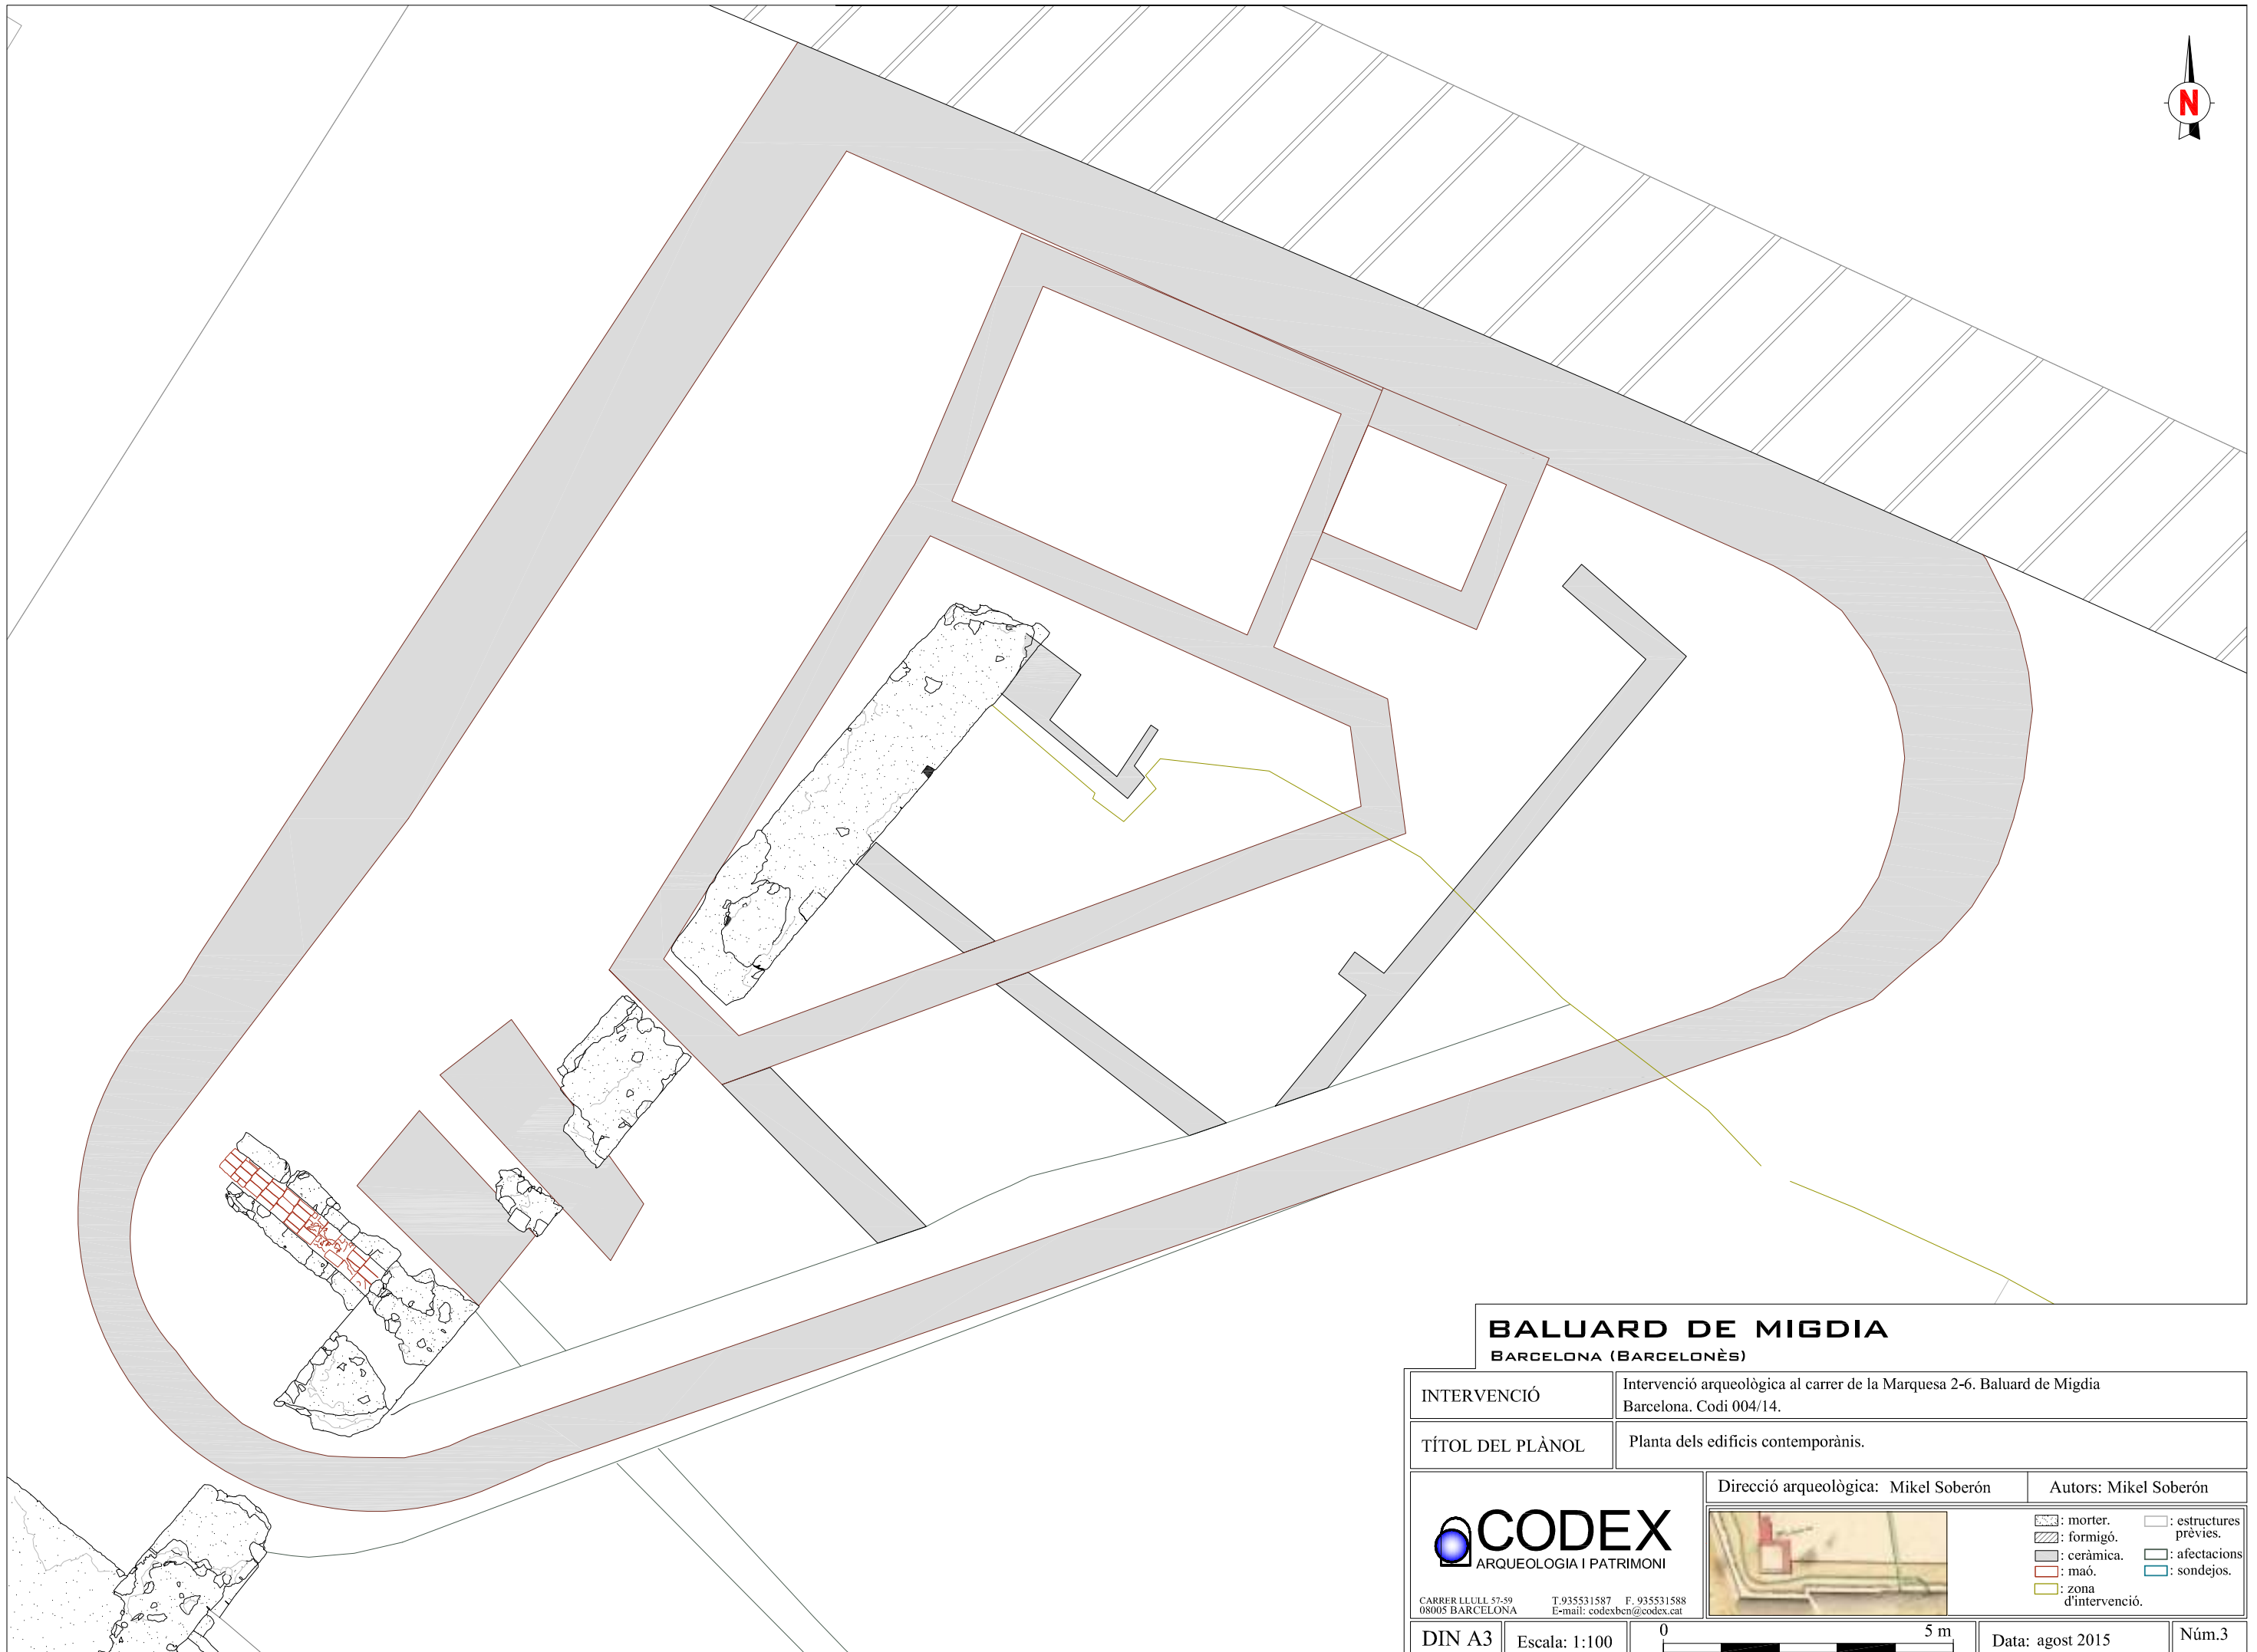 N
BALUARD DE MIGDIA
BARCELONA (BARCELONÈS)
INTERVENCIÓ
Intervenció arqueològica al carrer de la Marquesa 2-6. Baluard de Migdia
Barcelona. Codi 004/14.
TÍTOL DEL PLÀNOL
Planta dels edificis contemporànis.
CODEX
ARQUEOLOGIA I PATRIMONI
CARRER LLULL 57-59
08005 BARCELONA
T.935531587 F. 935531588
E-mail: codexbcn@codex.cat
Direcció arqueològica: Mikel Soberón
Autors: Mikel Soberón
: morter.
: formigó.
: ceràmica.
: maó.
: zona
d'intervenció.
: estructures
prèvies.
: afectacions
: sondejos.
DIN A3
Escala: 1:100
0 5 m
Data: agost 2015
Núm.3